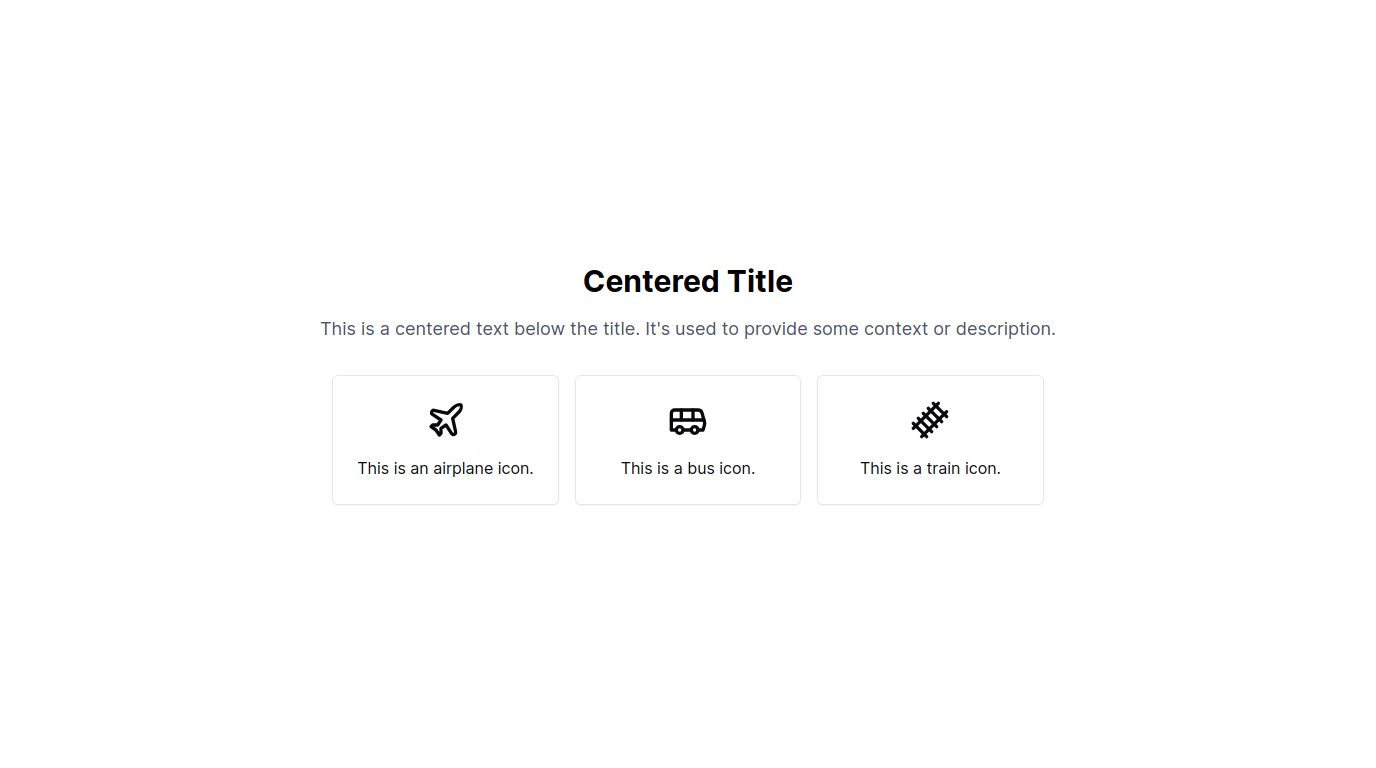 Centered Title
This is a centered text below the title. It's used to provide some context or description.
This is an airplane icon.
This is a bus icon.
This is a train icon.